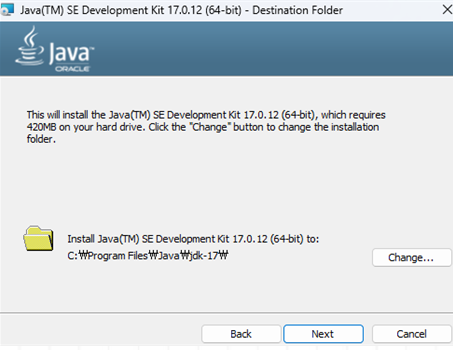 Java(TM) SE Development Kit 17.0.12 (64-bit) - Destination Folder
Java™
ORACLE
This will install the Java(TM) SE Development Kit 17.0.12 (64-bit), which requires
420MB on your hard drive. Click the "Change" button to change the installation
folder.
Install Java(TM) SE Development Kit 17.0.12 (64-bit) to:
C:₩Program Files₩Java₩jdk-17₩
Change...
Back
Next
Cancel